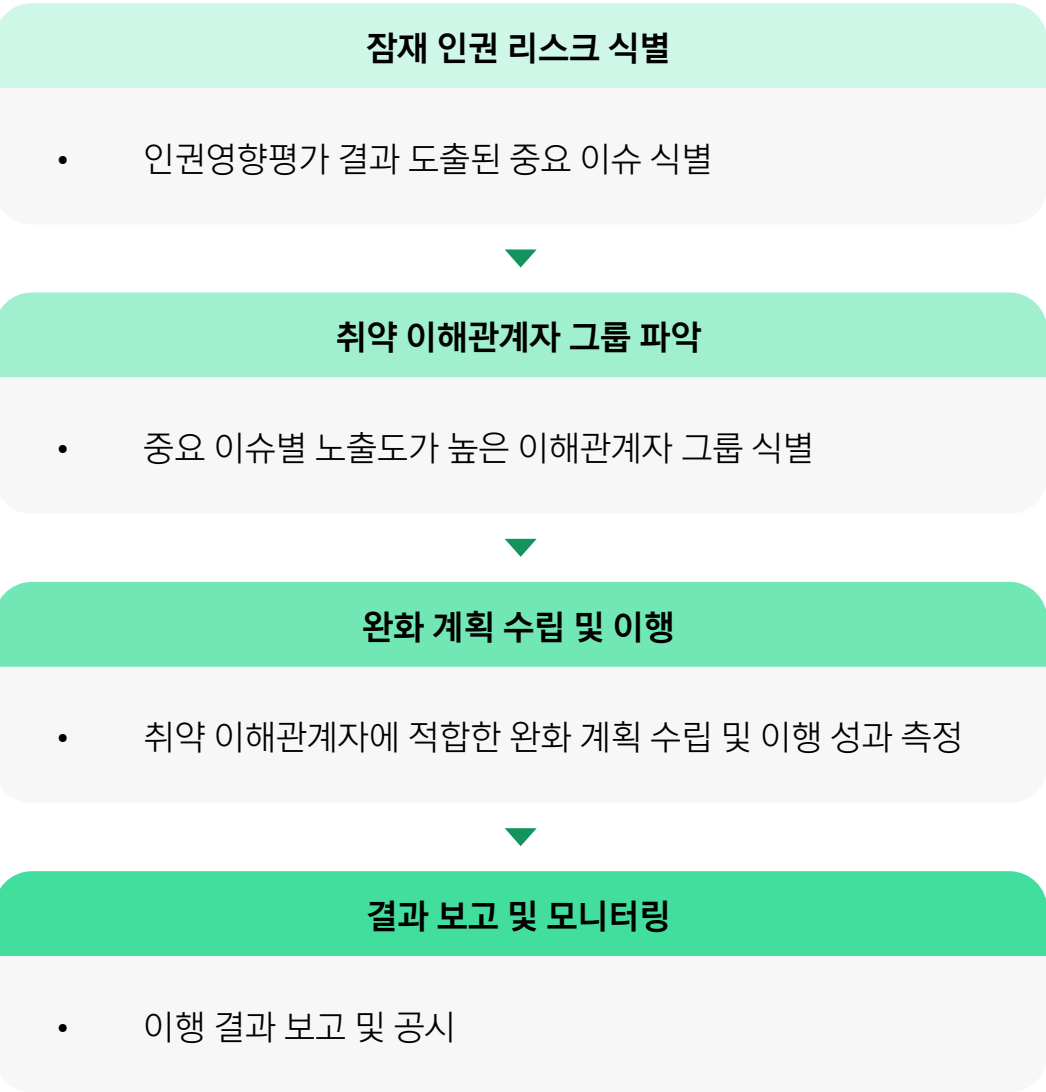 잠재 인권 리스크 식별
• 인권영향평가 결과 도출된 중요 이슈 식별
취약 이해관계자 그룹 파악
• 중요 이슈별 노출도가 높은 이해관계자 그룹 식별
완화 계획 수립 및 이행
• 취약 이해관계자에 적합한 완화 계획 수립 및 이행 성과 측정
결과 보고 및 모니터링
• 이행 결과 보고 및 공시